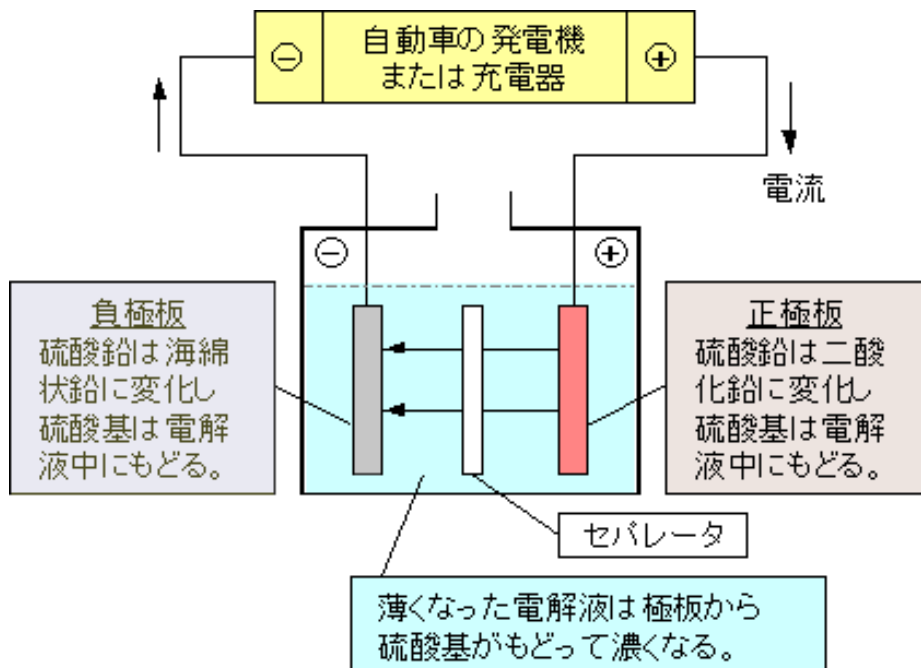 ⊖
自動車の発電機
または充電器
⊕
電流
⊖
⊕
負極板
硫酸鉛は海綿
状鉛に変化し
硫酸基は電解
液中にもどる。
正極板
硫酸鉛は二酸
化鉛に変化し
硫酸基は電解
液中にもどる。
セパレータ
薄くなった電解液は極板から
硫酸基がもどって濃くなる。